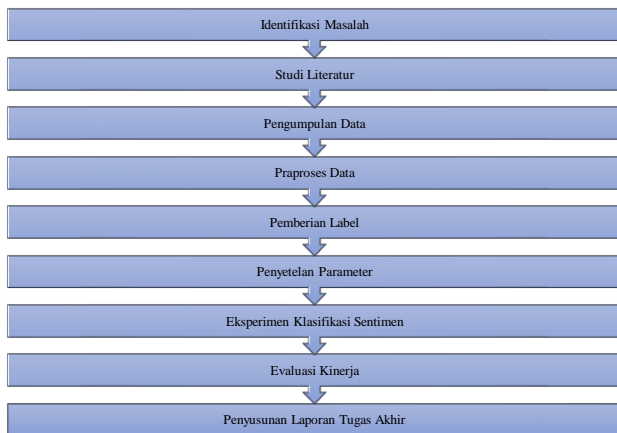 Identifikasi Masalah
Studi Literatur
Pengumpulan Data
Praproses Data
Pemberian Label
Penyetelan Parameter
Eksperimen Klasifikasi Sentimen
Evaluasi Kinerja
Penyusunan Laporan Tugas Akhir